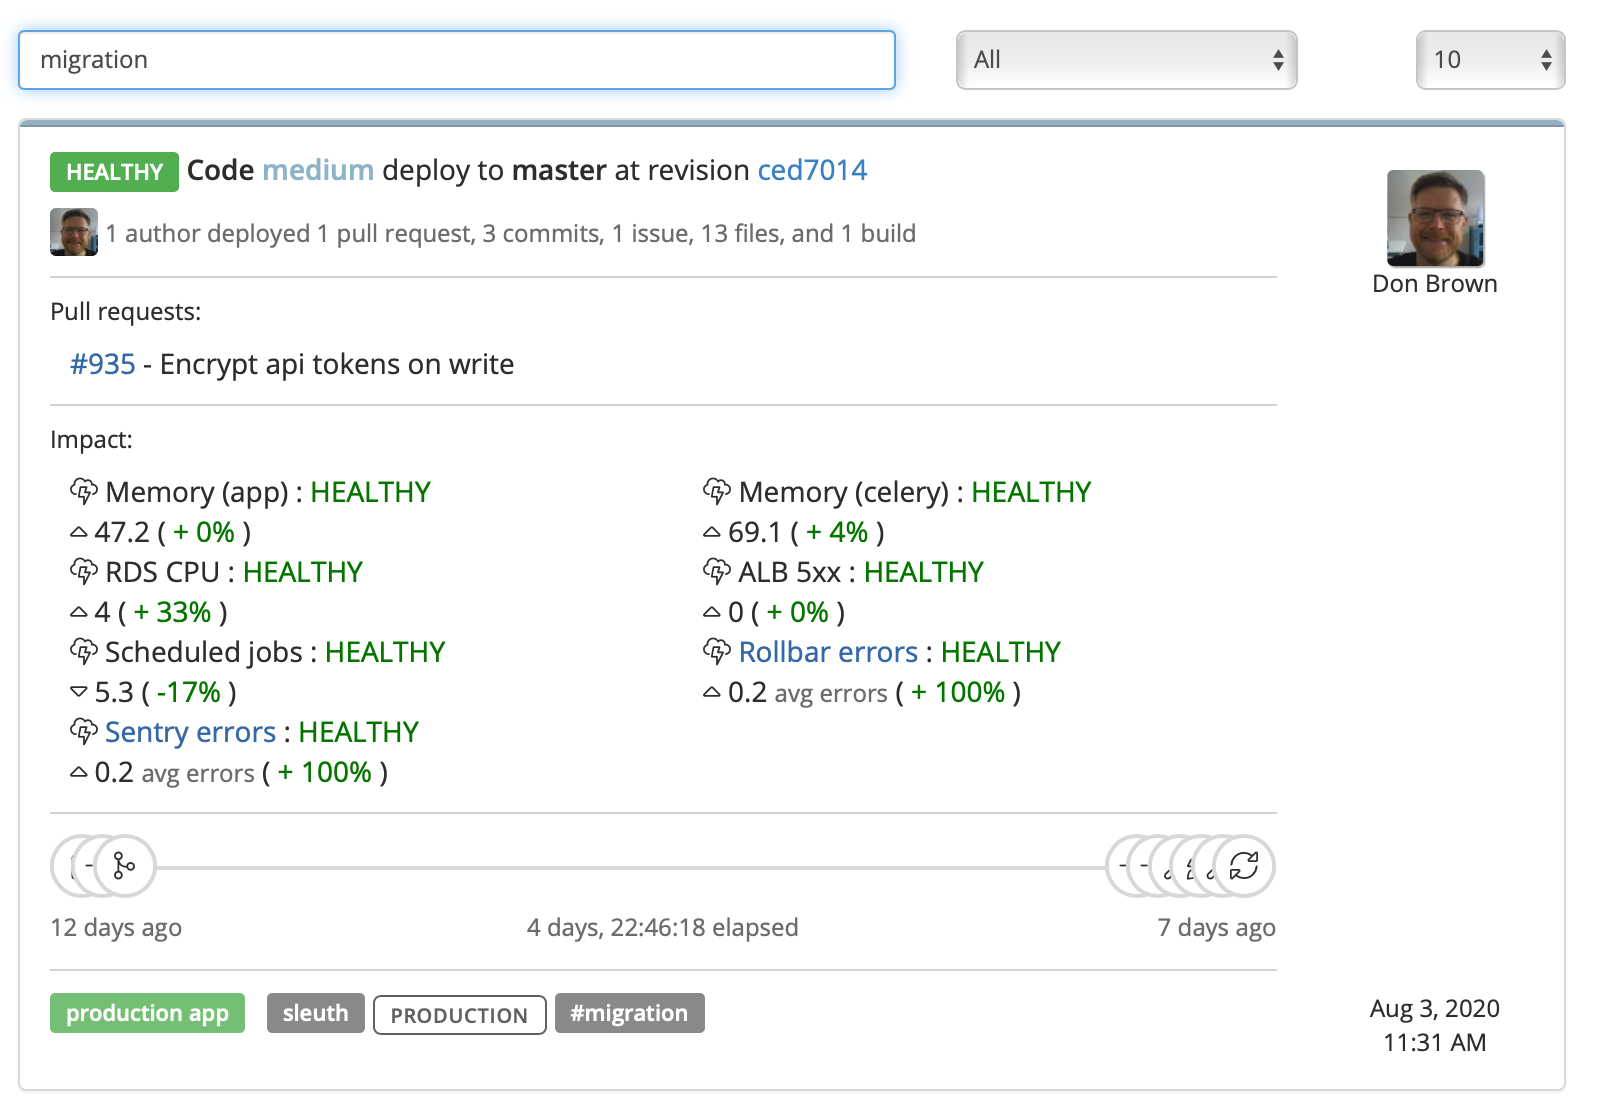 migration
All
10
HEALTHY Code medium deploy to master at revision ced7014
1 author deployed 1 pull request, 3 commits, 1 issue, 13 files, and 1 build
Don Brown
Pull requests:
#935 - Encrypt api tokens on write
Impact:
Memory (app) : HEALTHY
47.2 ( + 0% )
Memory (celery) : HEALTHY
69.1 ( + 4% )
RDS CPU : HEALTHY
4 ( + 33% )
ALB 5xx : HEALTHY
0 ( + 0% )
Scheduled jobs : HEALTHY
5.3 ( -17% )
Rollbar errors : HEALTHY
0.2 avg errors ( + 100% )
Sentry errors : HEALTHY
0.2 avg errors ( + 100% )
12 days ago
4 days, 22:46:18 elapsed
7 days ago
production app sleuth PRODUCTION #migration
Aug 3, 2020
11:31 AM